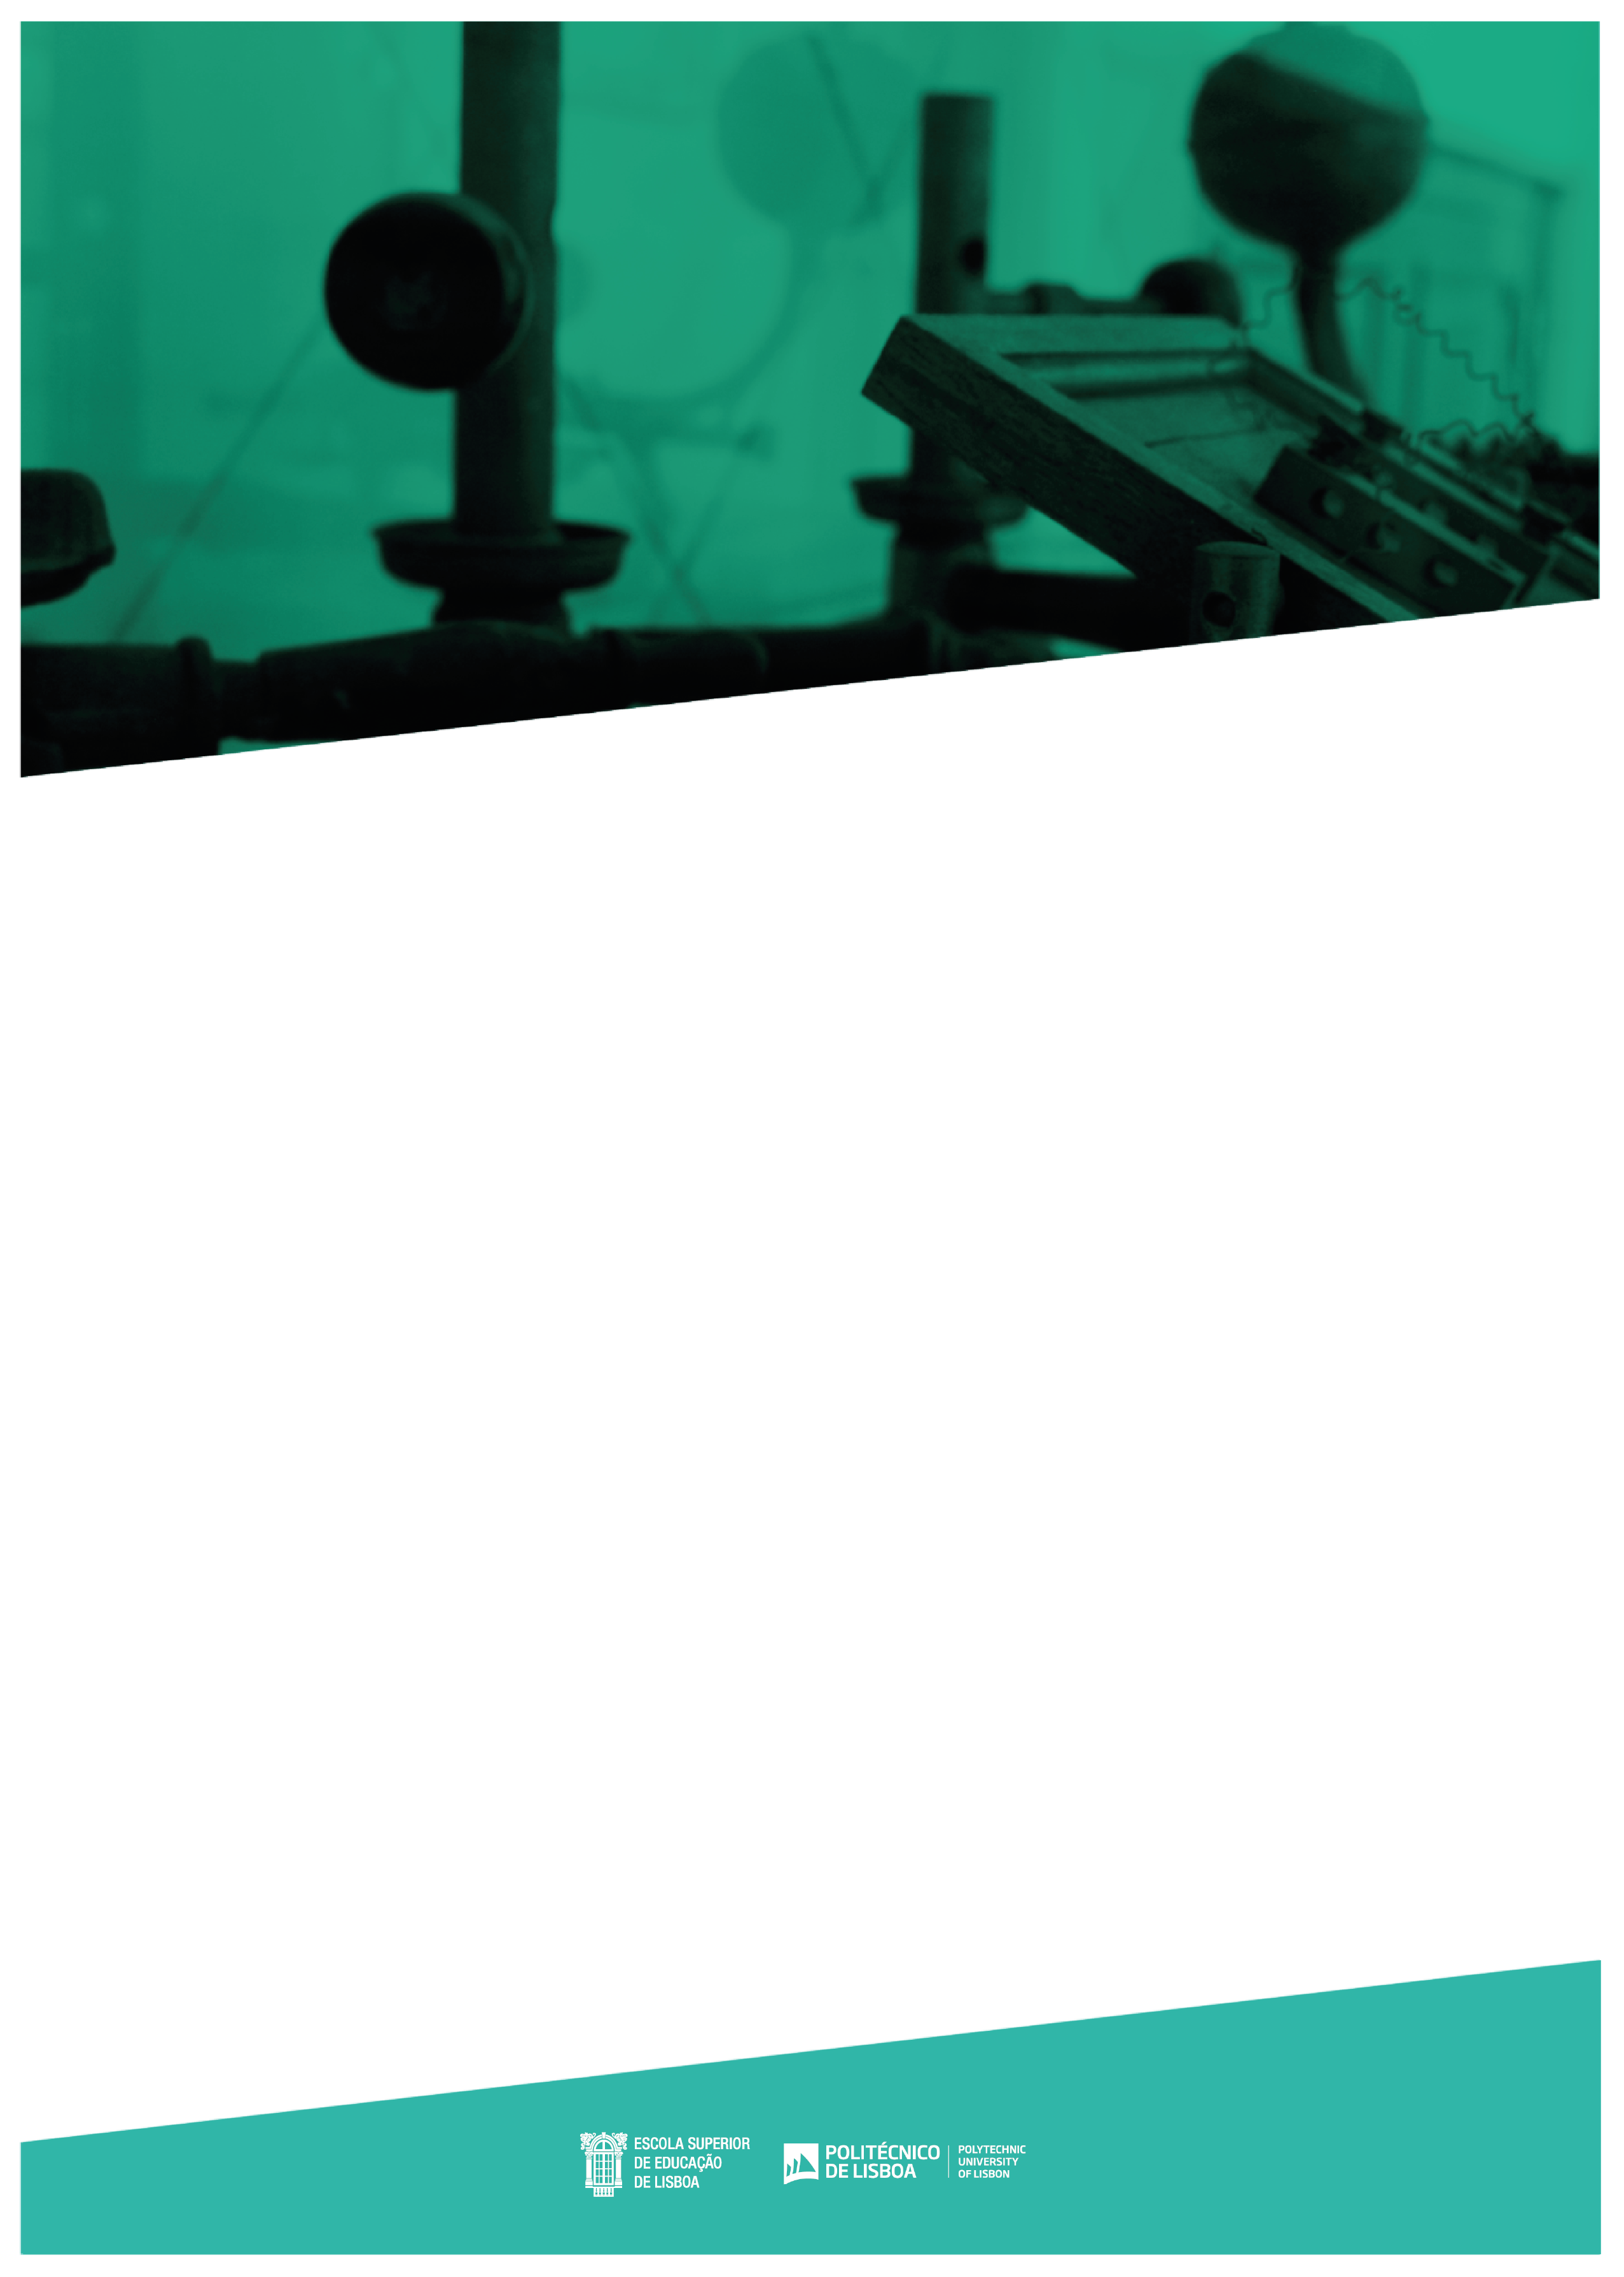 ESCOLA SUPERIOR
DE EDUCAÇÃO
DE LISBOA
POLITÉCNICO
DE LISBOA
POLYTECHNIC
UNIVERSITY
OF LISBON